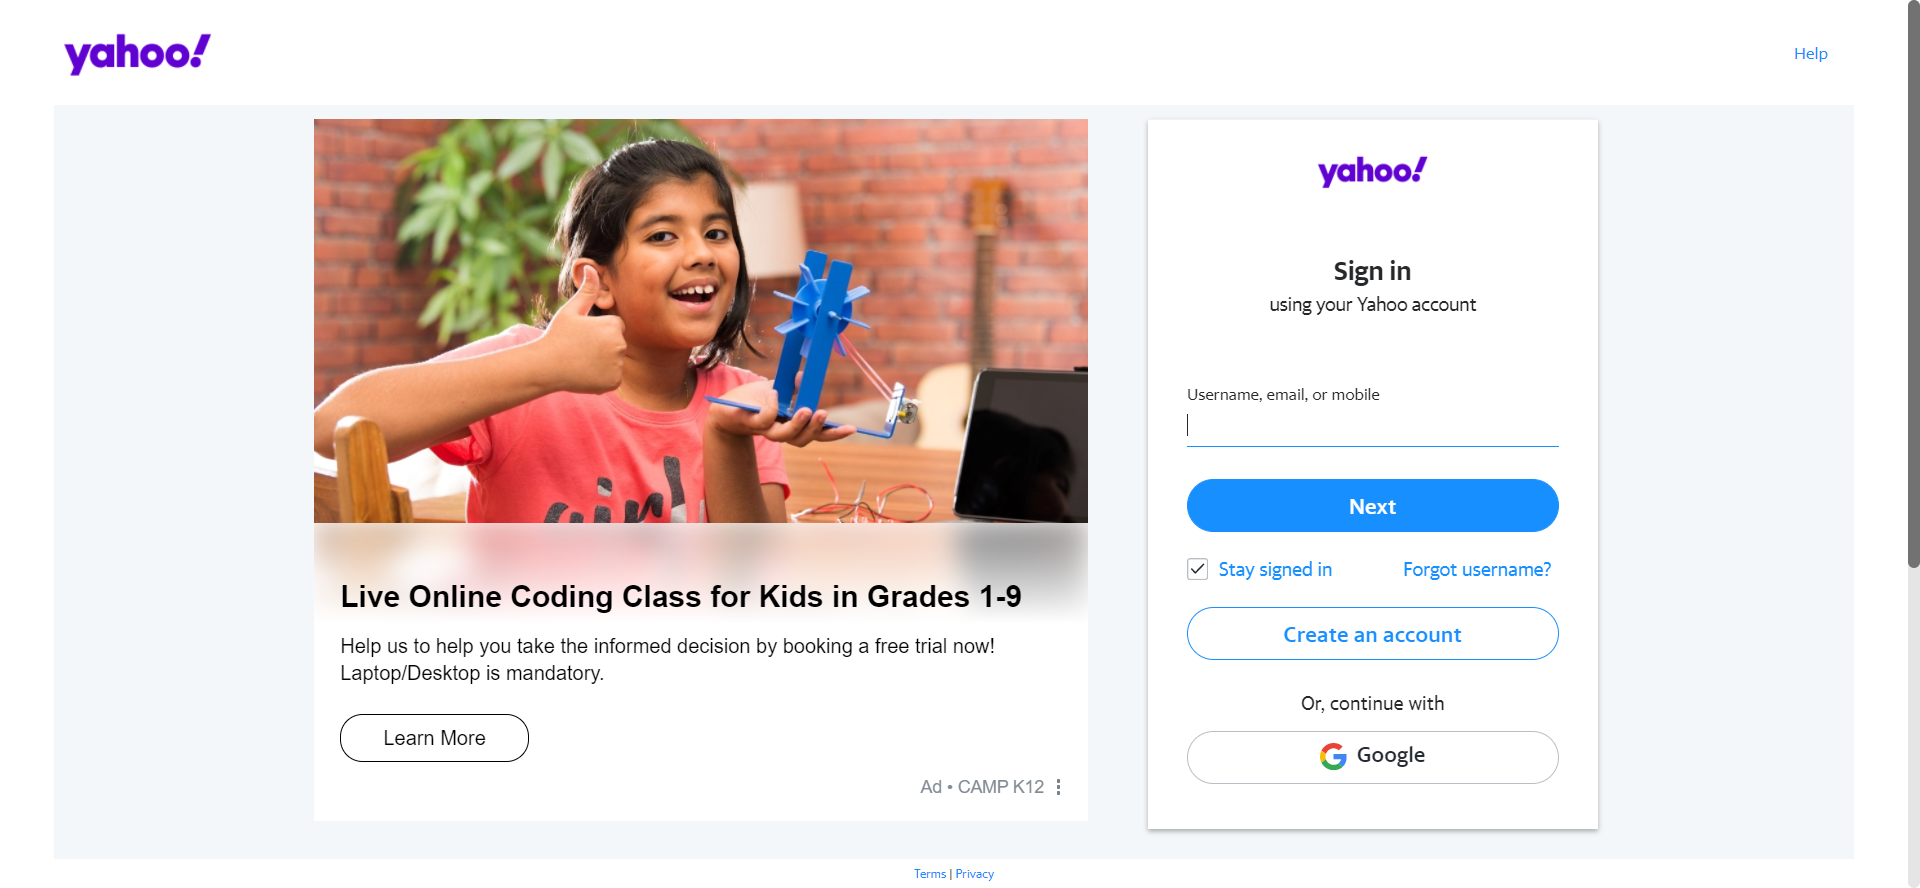 yahoo!
Help
Live Online Coding Class for Kids in Grades 1-9
Help us to help you take the informed decision by booking a free trial now!
Laptop/Desktop is mandatory.
Learn More
Ad • CAMP K12
yahoo!
Sign in
using your Yahoo account
Username, email, or mobile
Next
Stay signed in
Forgot username?
Create an account
Or, continue with
Google
Terms | Privacy